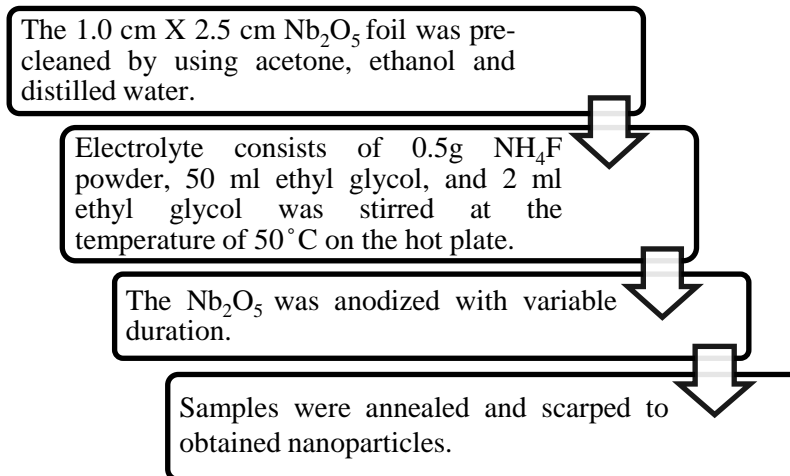 The 1.0 cm X 2.5 cm Nb₂O₅ foil was pre-
cleaned by using acetone, ethanol and
distilled water.
Electrolyte consists of 0.5g NH₄F
powder, 50 ml ethyl glycol, and 2 ml
ethyl glycol was stirred at the
temperature of 50˚C on the hot plate.
The Nb₂O₅ was anodized with variable
duration.
Samples were annealed and scarped to
obtained nanoparticles.